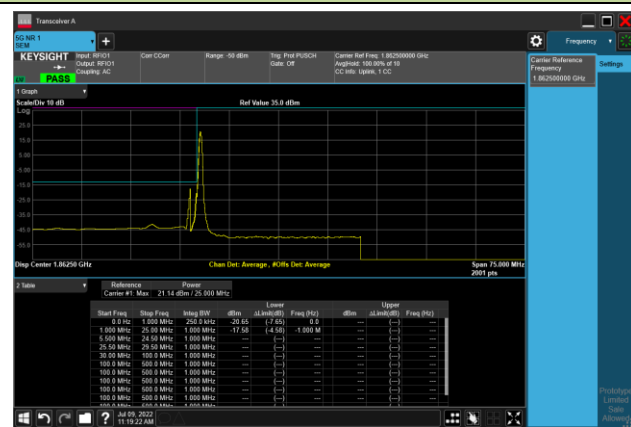 Transceiver A
5G NR 1
SEM
+
Frequency
KEYSIGHT
Input: RFIO1
Output: RFIO1
Coupling: AC
Corr CCorr
Range: -50 dBm
Trig: Prot PUSCH
Gate: Off
Carrier Ref Freq: 1.862500000 GHz
Avg|Hold: 100.00% of 10
CC Info: Uplink, 1 CC
PASS
Carrier Reference
Frequency
1.862500000 GHz
Settings
1 Graph
Scale/Div 10 dB
Ref Value 35.0 dBm
Log
25.0
15.0
5.00
-5.00
-15.0
-25.0
-35.0
-45.0
-55.0
Disp Center 1.86250 GHz
Chan Det: Average , #Offs Det: Average
Span 75.000 MHz
2001 pts
2 Table
Reference Power
Carrier #1: Max 21.14 dBm / 25.000 MHz
Lower Upper
Start Freq Stop Freq Integ BW dBm ΔLimit(dB) Freq (Hz) dBm ΔLimit(dB) Freq (Hz)
0.0 Hz 1.000 MHz 250.0 kHz -20.65 (-7.65) 0.0 --- (---) ---
1.000 MHz 25.00 MHz 1.000 MHz -17.58 (-4.58) -1.000 M --- (---) ---
5.500 MHz 24.50 MHz 1.000 MHz --- (---) --- --- (---) ---
25.50 MHz 29.50 MHz 1.000 MHz --- (---) --- --- (---) ---
30.00 MHz 100.0 MHz 1.000 MHz --- (---) --- --- (---) ---
100.0 MHz 500.0 MHz 1.000 MHz --- (---) --- --- (---) ---
100.0 MHz 500.0 MHz 1.000 MHz --- (---) --- --- (---) ---
100.0 MHz 500.0 MHz 1.000 MHz --- (---) --- --- (---) ---
100.0 MHz 500.0 MHz 1.000 MHz --- (---) --- --- (---) ---
100.0 MHz 500.0 MHz 1.000 MHz --- (---) --- --- (---) ---
Prototype
Limited
Sale
Allowed
?
Jul 09, 2022
11:19:22 AM